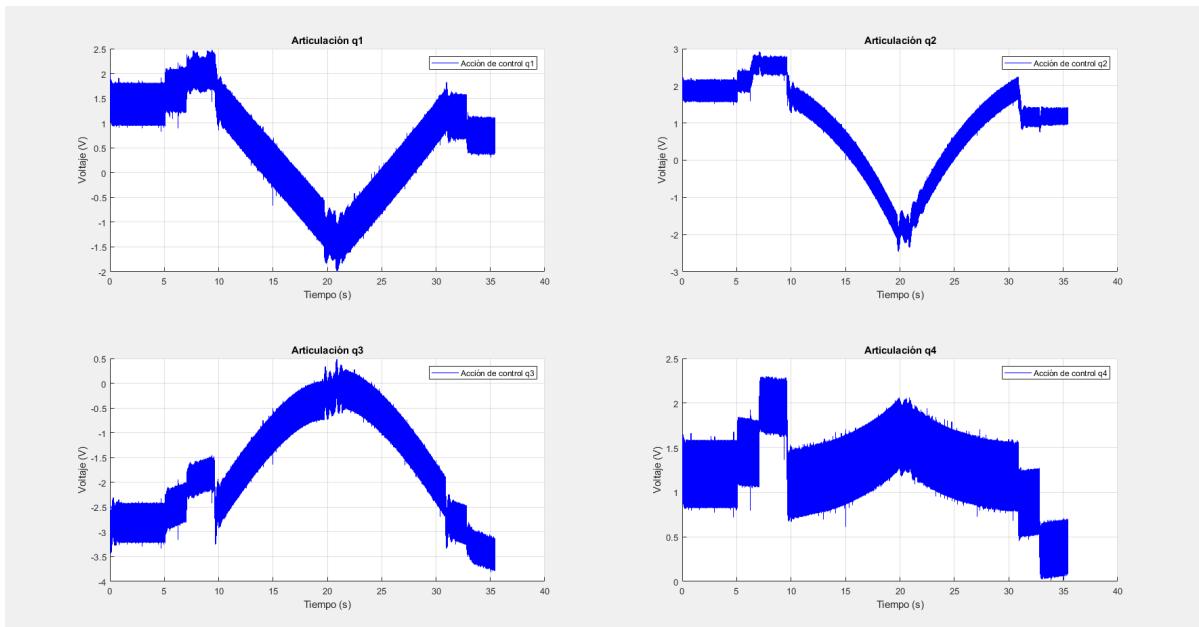 Articulación q1
Acción de control q1
Voltaje (V)
2.5
2
1.5
1
0.5
0
-0.5
-1
-1.5
-2
0 5 10 15 20 25 30 35 40
Tiempo (s)
Articulación q2
Acción de control q2
Voltaje (V)
3
2
1
0
-1
-2
-3
0 5 10 15 20 25 30 35 40
Tiempo (s)
Articulación q3
Acción de control q3
Voltaje (V)
0.5
0
-0.5
-1
-1.5
-2
-2.5
-3
-3.5
-4
0 5 10 15 20 25 30 35 40
Tiempo (s)
Articulación q4
Acción de control q4
Voltaje (V)
2.5
2
1.5
1
0.5
0
0 5 10 15 20 25 30 35 40
Tiempo (s)